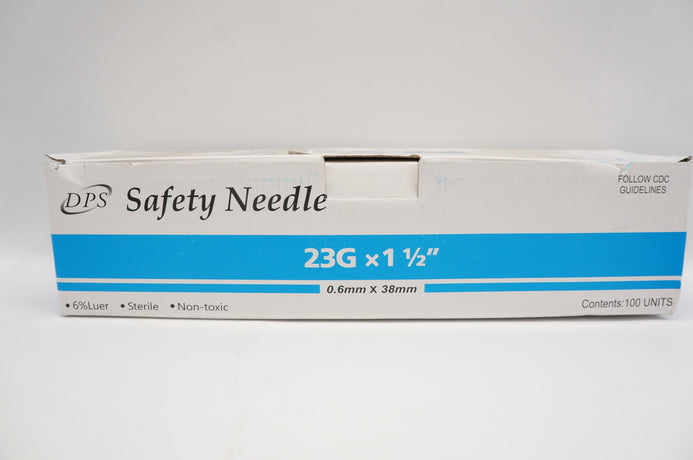 DPS Safety Needle
FOLLOW CDC
GUIDELINES
23G ×1 ½"
0.6mm X 38mm
• 6%Luer • Sterile • Non-toxic
Contents:100 UNITS